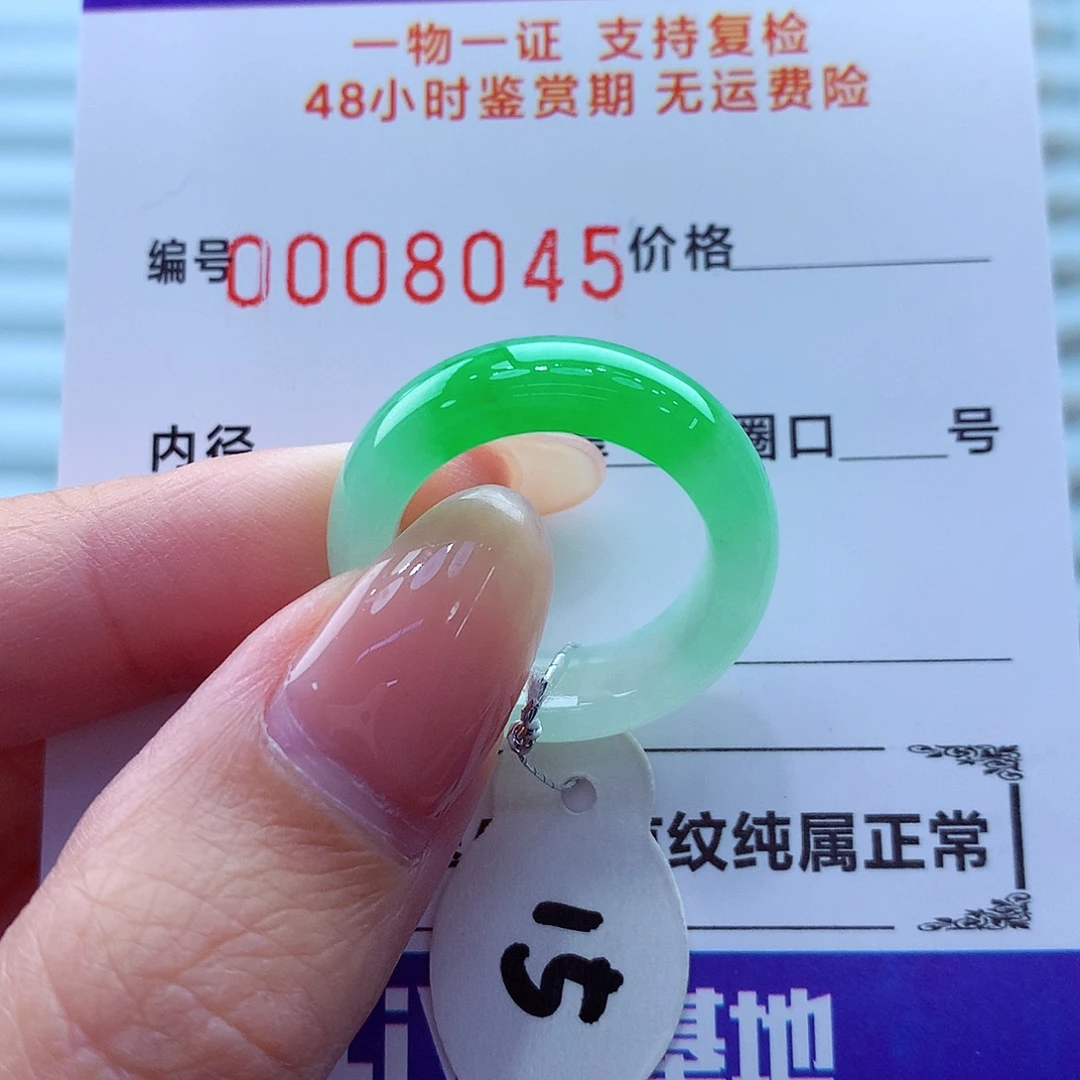 一物一证 支持复检
48小时鉴赏期 无运费险
编号0008045价格
内径 圈口 号
纹纯属正常
15
基地